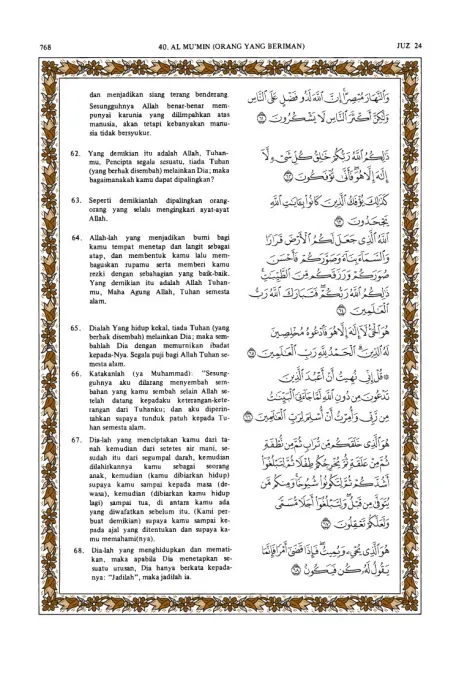 768
40. AL MU'MIN (ORANG YANG BERIMAN)
JUZ 24
dan menjadikan siang terang benderang.
Sesungguhnya Allah benar-benar mem-
punyai karunia yang dilimpahkan atas
manusia, akan tetapi kebanyakan manu-
sia tidak bersyukur.
62. Yang demikian itu adalah Allah, Tuhan-
mu, Pencipta segala sesuatu, tiada Tuhan
(yang berhak disembah) melainkan Dia; maka
bagaimanakah kamu dapat dipalingkan?
63. Seperti demikianlah dipalingkan orang-
orang yang selalu mengingkari ayat-ayat
Allah.
64. Allah-lah yang menjadikan bumi bagi
kamu tempat menetap dan langit sebagai
atap, dan membentuk kamu lalu mem-
baguskan rupamu serta memberi kamu
rezki dengan sebahagian yang baik-baik.
Yang demikian itu adalah Allah Tuhan-
mu, Maha Agung Allah, Tuhan semesta
alam.
65. Dialah Yang hidup kekal, tiada Tuhan (yang
berhak disembah) melainkan Dia; maka sem-
bahlah Dia dengan memurnikan ibadat
kepada-Nya. Segala puji bagi Allah Tuhan se-
mesta alam.
66. Katakanlah (ya Muhammad): "Sesung-
guhnya aku dilarang menyembah sem-
bahan yang kamu sembah selain Allah se-
telah datang kepadaku keterangan-kete-
rangan dari Tuhanku; dan aku diperin-
tahkan supaya tunduk patuh kepada Tu-
han semesta alam.
67. Dia-lah yang menciptakan kamu dari ta-
nah kemudian dari setetes air mani, se-
sudah itu dari segumpal darah, kemudian
dilahirkannya kamu sebagai seorang
anak, kemudian (kamu dibiarkan hidup)
supaya kamu sampai kepada masa (de-
wasa), kemudian (dibiarkan kamu hidup
lagi) sampai tua, di antara kamu ada
yang diwafatkan sebelum itu, (Kami per-
buat demikian) supaya kamu sampai ke-
pada ajal yang ditentukan dan supaya ka-
mu memahami(nya).
68. Dia-lah yang menghidupkan dan memati-
kan, maka apabila Dia menetapkan se-
suatu urusan, Dia hanya berkata kepada-
nya: "Jadilah", maka jadilah ia.
وَالنَّهَارَ مُبْصِرًا إِنَّ اللَّهَ لَذُو فَضْلٍ عَلَى النَّاسِ
وَلَٰكِنَّ أَكْثَرَ النَّاسِ لَا يَشْكُرُونَ ٦١
ذَٰلِكُمُ اللَّهُ رَبُّكُمْ خَالِقُ كُلِّ شَيْءٍ لَا
إِلَٰهَ إِلَّا هُوَ فَأَنَّىٰ تُؤْفَكُونَ ٦٢
كَذَٰلِكَ يُؤْفَكُ الَّذِينَ كَانُوا بِآيَاتِ اللَّهِ
يَجْحَدُونَ ٦٣
اللَّهُ الَّذِي جَعَلَ لَكُمُ الْأَرْضَ قَرَارًا
وَالسَّمَاءَ بِنَاءً وَصَوَّرَكُمْ فَأَحْسَنَ
صُوَرَكُمْ وَرَزَقَكُمْ مِنَ الطَّيِّبَاتِ
ذَٰلِكُمُ اللَّهُ رَبُّكُمْ فَتَبَارَكَ اللَّهُ رَبُّ
الْعَالَمِينَ ٦٤
هُوَ الْحَيُّ لَا إِلَٰهَ إِلَّا هُوَ فَادْعُوهُ مُخْلِصِينَ
لَهُ الدِّينَ الْحَمْدُ لِلَّهِ رَبِّ الْعَالَمِينَ ٦٥
۞ قُلْ إِنِّي نُهِيتُ أَنْ أَعْبُدَ الَّذِينَ
تَدْعُونَ مِنْ دُونِ اللَّهِ لَمَّا جَاءَنِيَ الْبَيِّنَاتُ
مِنْ رَبِّي وَأُمِرْتُ أَنْ أُسْلِمَ لِرَبِّ الْعَالَمِينَ ٦٦
هُوَ الَّذِي خَلَقَكُمْ مِنْ تُرَابٍ ثُمَّ مِنْ نُطْفَةٍ
ثُمَّ مِنْ عَلَقَةٍ ثُمَّ يُخْرِجُكُمْ طِفْلًا ثُمَّ لِتَبْلُغُوا
أَشُدَّكُمْ ثُمَّ لِتَكُونُوا شُيُوخًا وَمِنْكُمْ مَنْ
يُتَوَفَّىٰ مِنْ قَبْلُ وَلِتَبْلُغُوا أَجَلًا مُسَمًّى
وَلَعَلَّكُمْ تَعْقِلُونَ ٦٧
هُوَ الَّذِي يُحْيِي وَيُمِيتُ فَإِذَا قَضَىٰ أَمْرًا فَإِنَّمَا
يَقُولُ لَهُ كُنْ فَيَكُونُ ٦٨